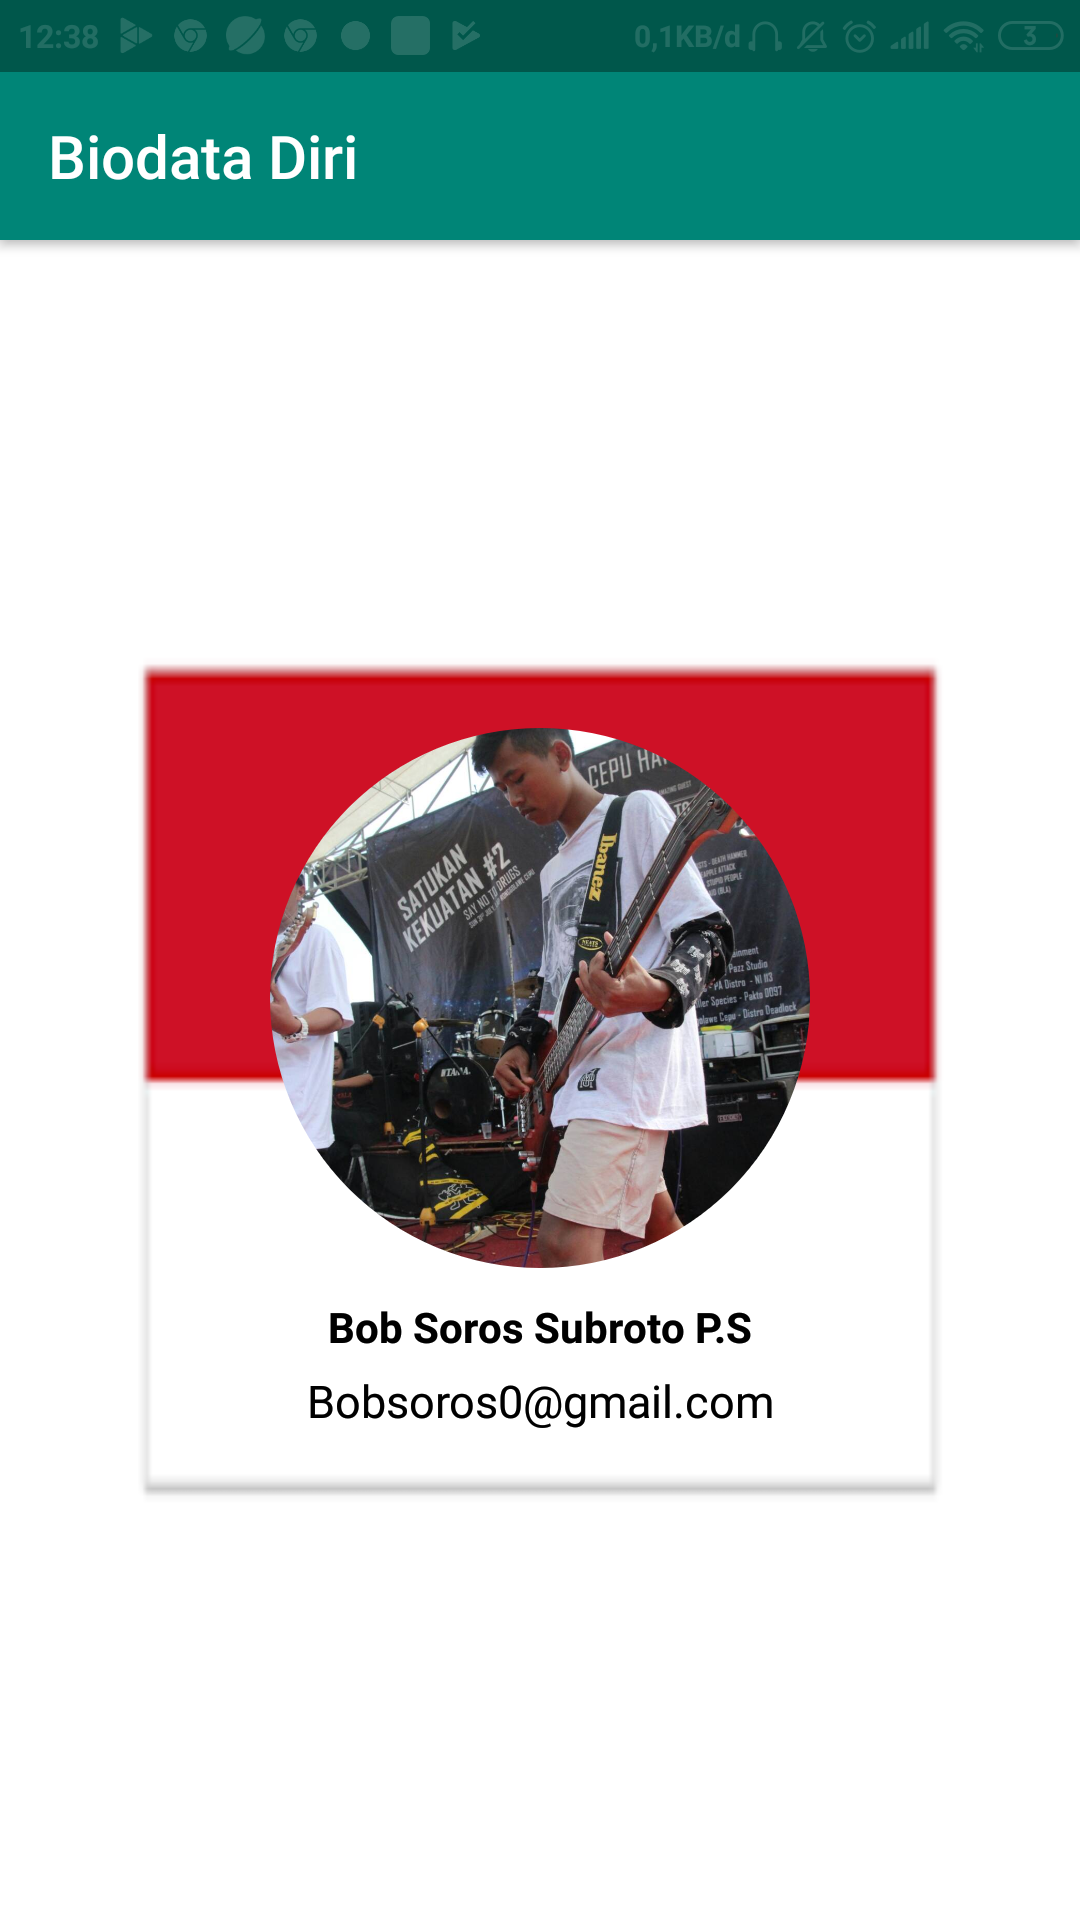 12:38
0,1KB/d
3
Biodata Diri
CEPU
SATUKAN
KEKUATAN #2
SAY NO TO DRUGS
Ibanez
TAMA
Bob Soros Subroto P.S
Bobsoros0@gmail.com